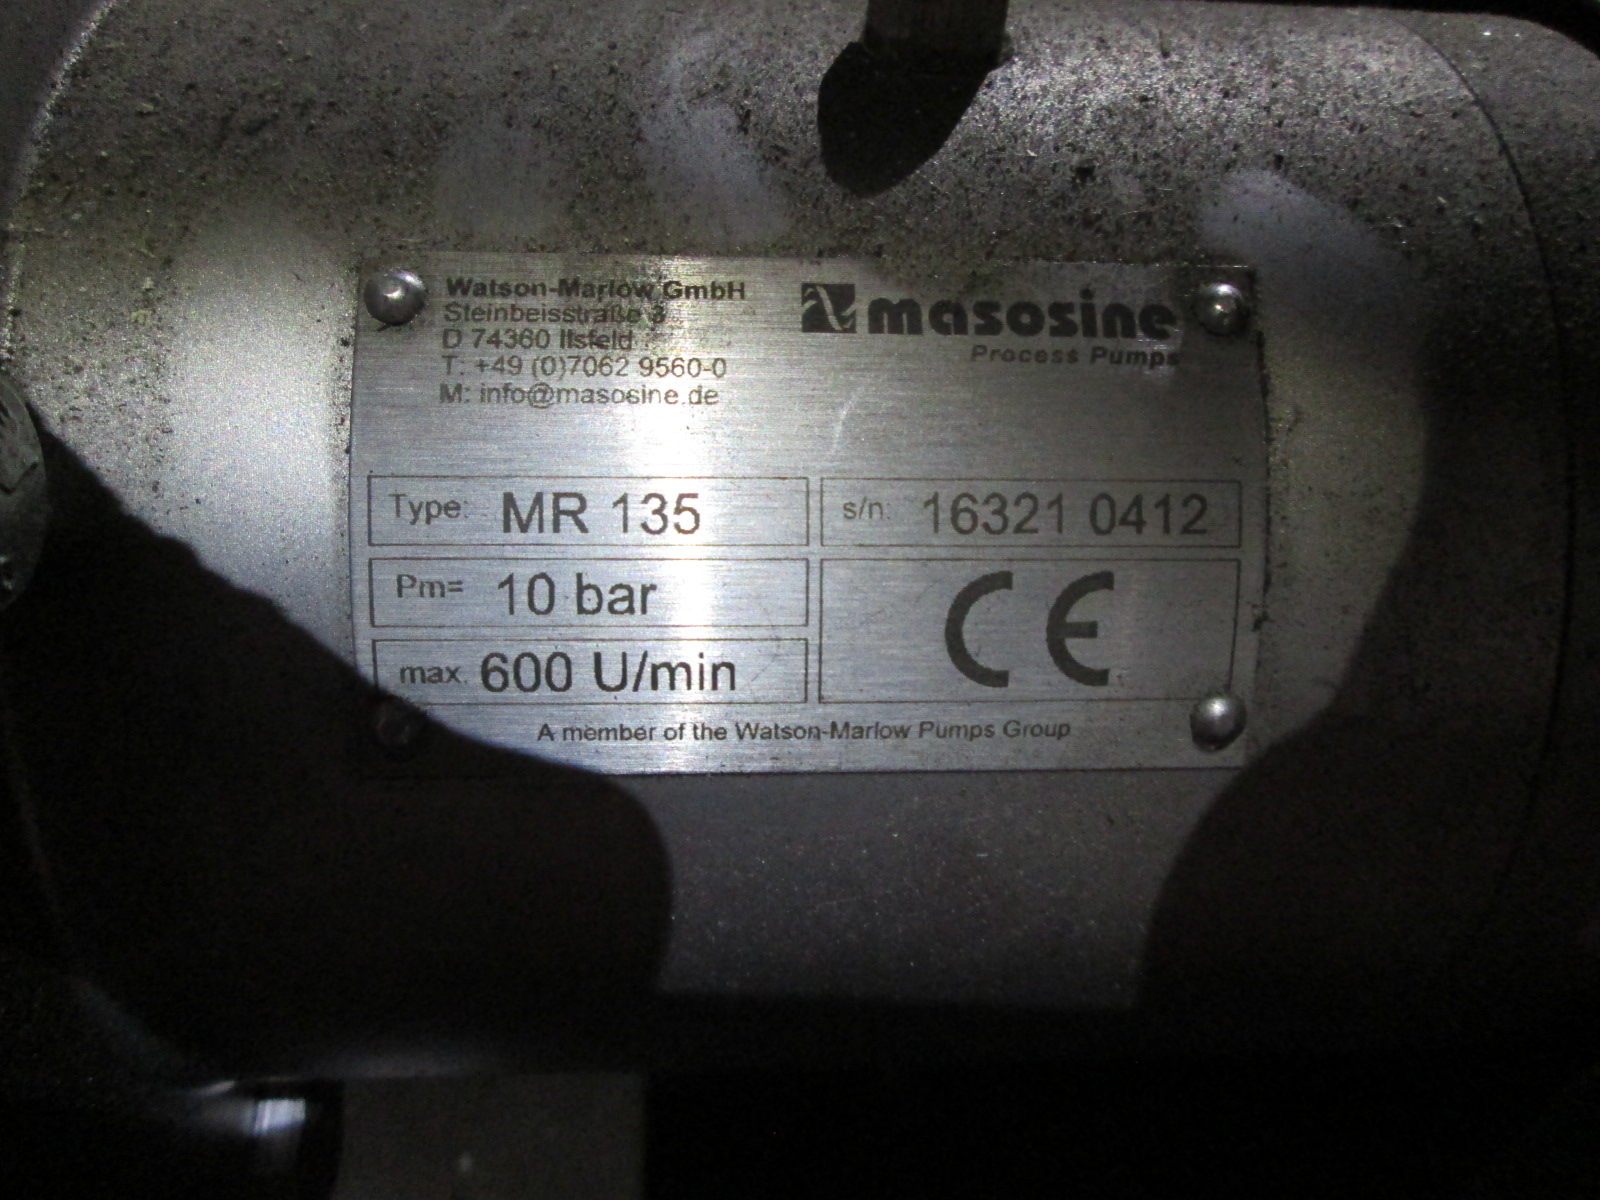 Watson-Marlow GmbH
Steinbeisstraße 3
D 74360 Ilsfeld
T: +49 (0)7062 9560-0
M: info@masosine.de
masosine
Process Pumps
Type: MR 135
s/n: 16321 0412
Pm= 10 bar
CE
max. 600 U/min
A member of the Watson-Marlow Pumps Group